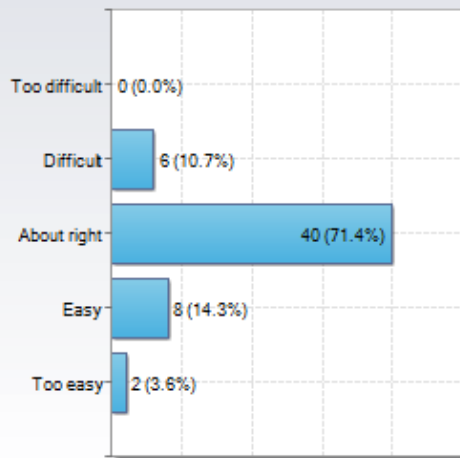 Too difficult 0 (0.0%)
Difficult 6 (10.7%)
About right 40 (71.4%)
Easy 8 (14.3%)
Too easy 2 (3.6%)